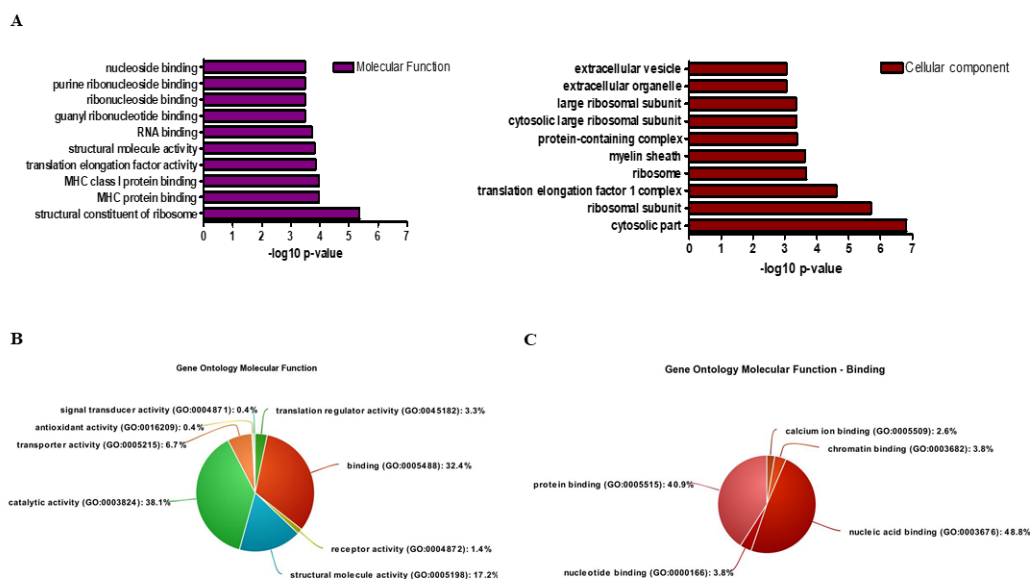 A
nucleoside binding
purine ribonucleoside binding
ribonucleoside binding
guanyl ribonucleotide binding
RNA binding
structural molecule activity
translation elongation factor activity
MHC class I protein binding
MHC protein binding
structural constituent of ribosome
0 1 2 3 4 5 6 7
-log10 p-value
Molecular Function
extracellular vesicle
extracellular organelle
large ribosomal subunit
cytosolic large ribosomal subunit
protein-containing complex
myelin sheath
ribosome
translation elongation factor 1 complex
ribosomal subunit
cytosolic part
0 1 2 3 4 5 6 7
-log10 p-value
Cellular component
B
Gene Ontology Molecular Function
signal transducer activity (GO:0004871): 0.4%
translation regulator activity (GO:0045182): 3.3%
antioxidant activity (GO:0016209): 0.4%
transporter activity (GO:0005215): 6.7%
binding (GO:0005488): 32.4%
catalytic activity (GO:0003824): 38.1%
receptor activity (GO:0004872): 1.4%
structural molecule activity (GO:0005198): 17.2%
C
Gene Ontology Molecular Function - Binding
calcium ion binding (GO:0005509): 2.6%
chromatin binding (GO:0003682): 3.8%
protein binding (GO:0005515): 40.9%
nucleic acid binding (GO:0003676): 48.8%
nucleotide binding (GO:0000166): 3.8%